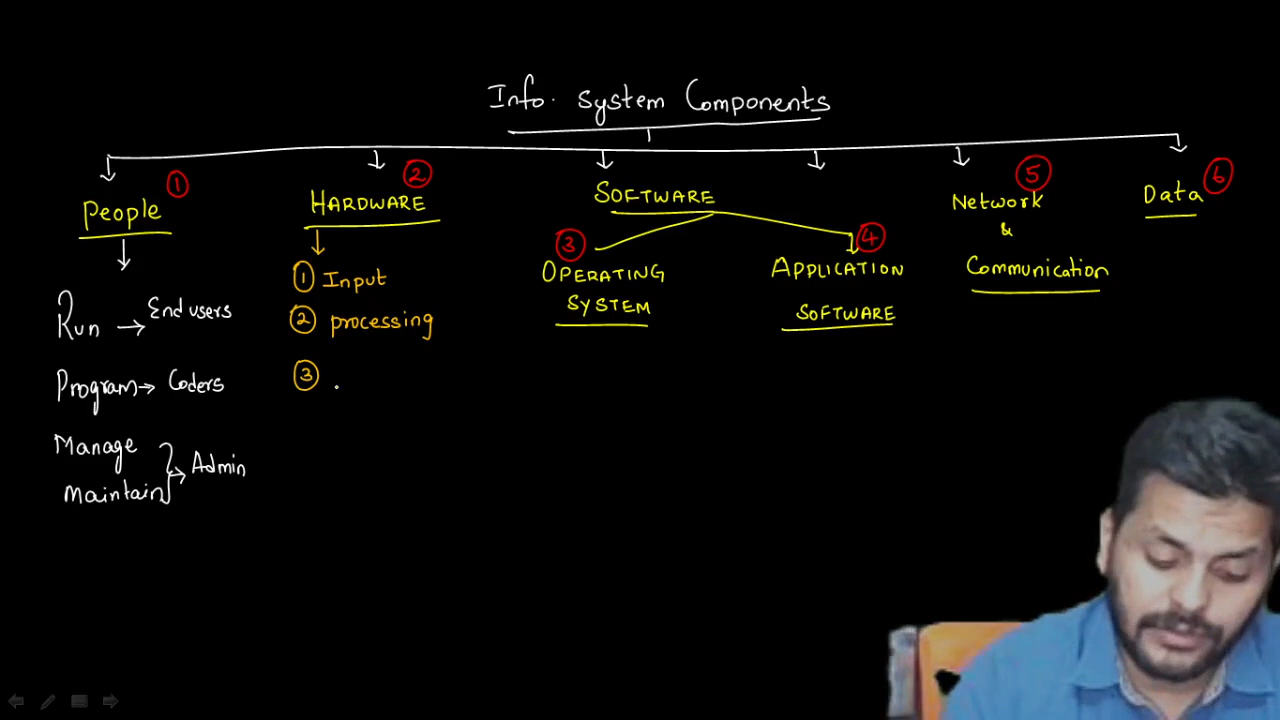 Info. System Components
People ①
Run → End users
Program → Coders
Manage
Maintain → Admin
HARDWARE ②
① Input
② processing
③
SOFTWARE
③ OPERATING
SYSTEM
④ APPLICATION
SOFTWARE
Network ⑤
&
Communication
Data ⑥